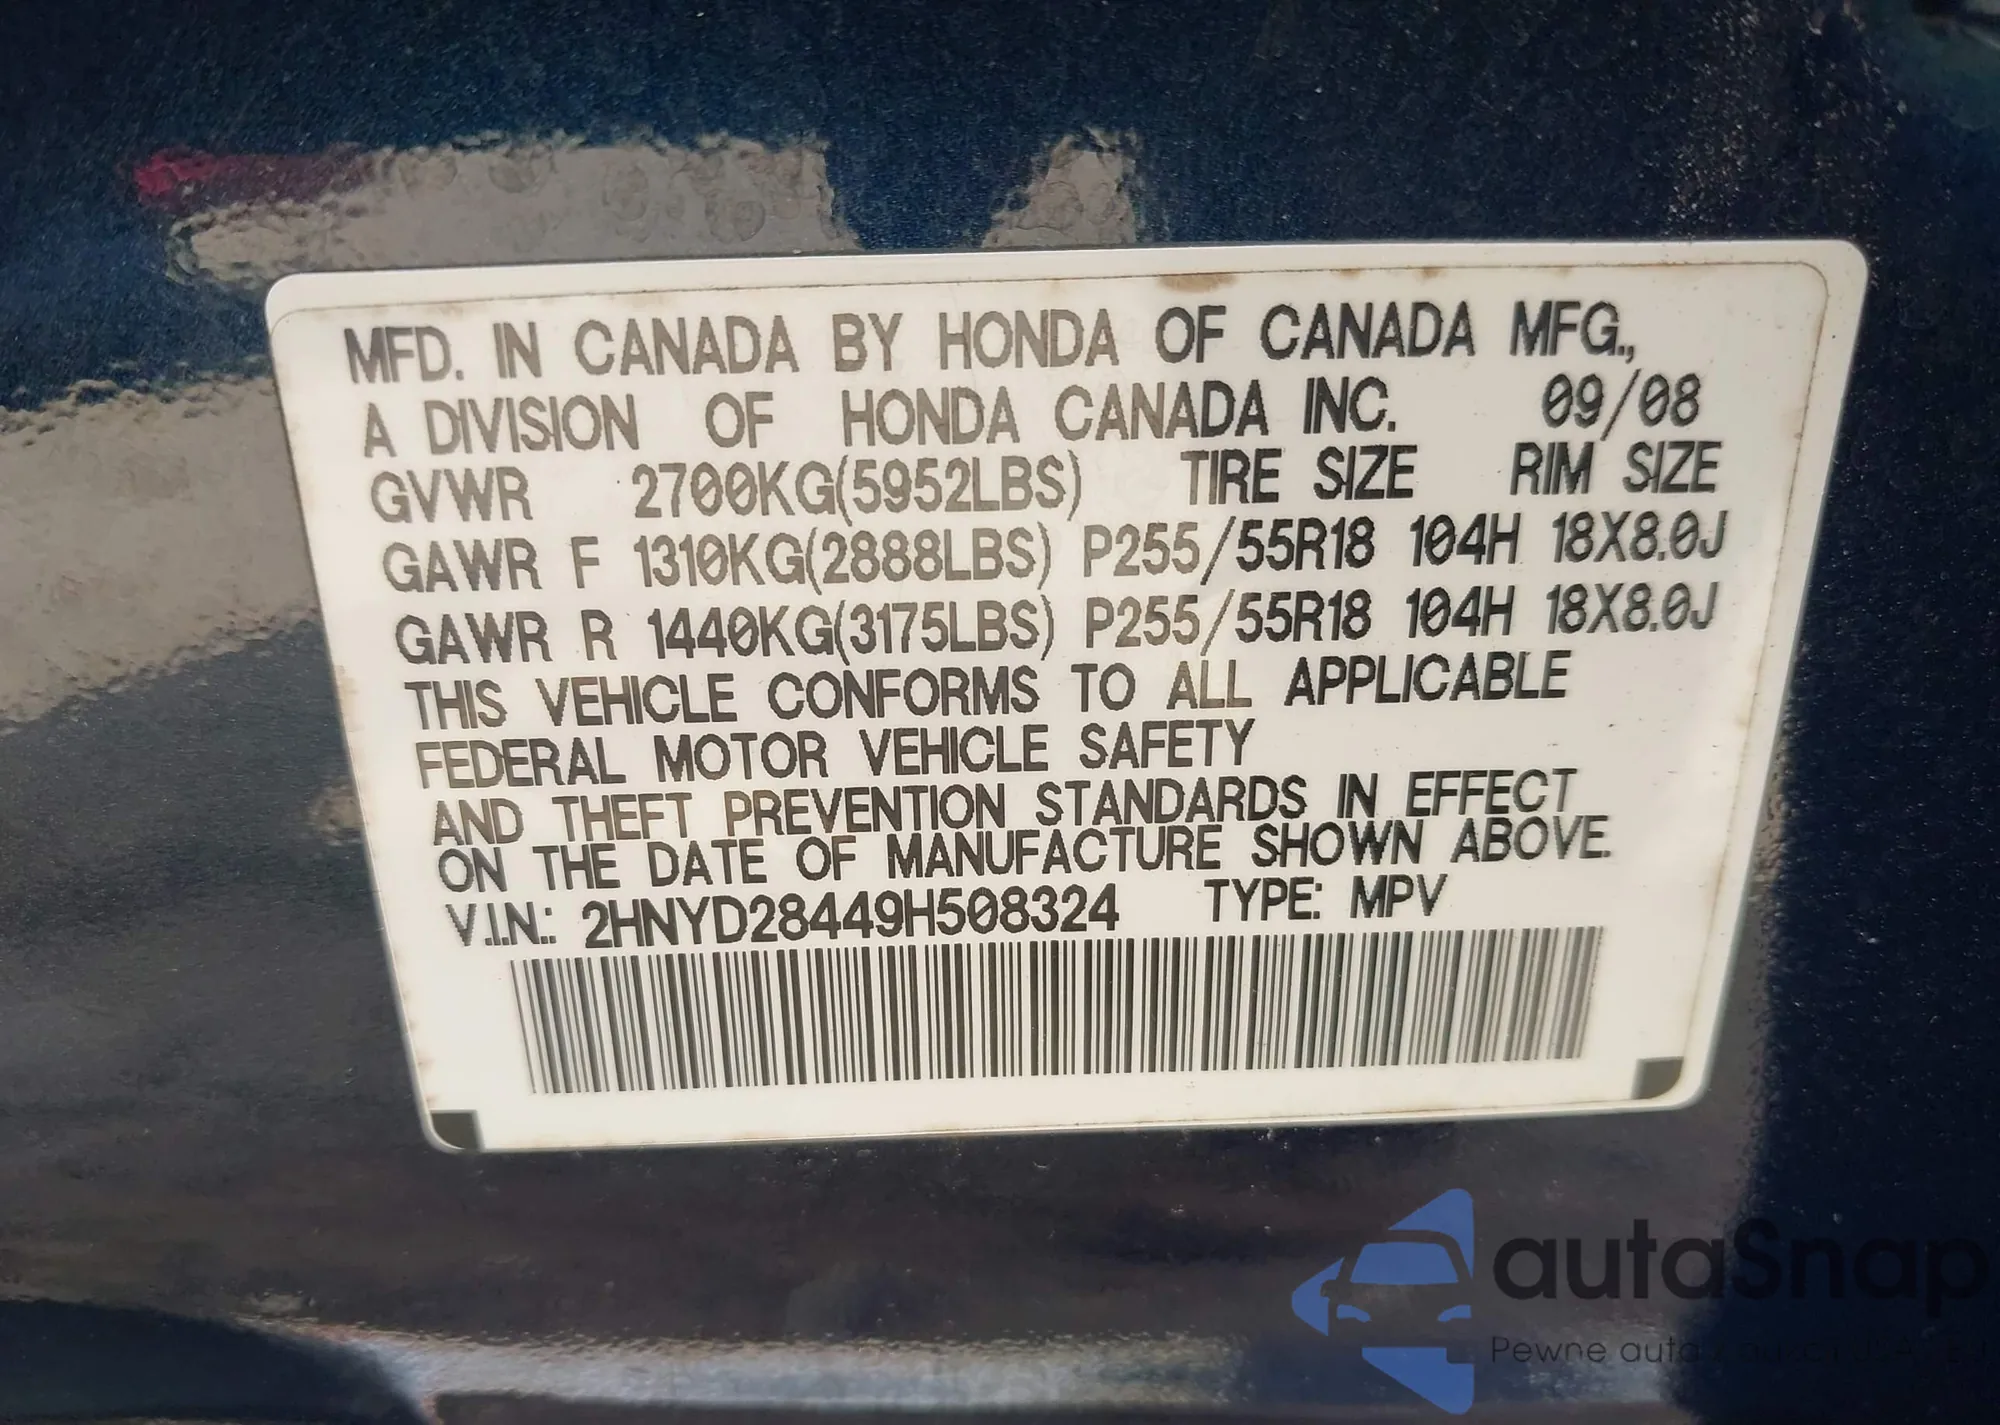 MFD. IN CANADA BY HONDA OF CANADA MFG.,
A DIVISION OF HONDA CANADA INC. 09/08
GVWR 2700KG(5952LBS) TIRE SIZE RIM SIZE
GAWR F 1310KG(2888LBS) P255/55R18 104H 18X8.0J
GAWR R 1440KG(3175LBS) P255/55R18 104H 18X8.0J
THIS VEHICLE CONFORMS TO ALL APPLICABLE
FEDERAL MOTOR VEHICLE SAFETY
AND THEFT PREVENTION STANDARDS IN EFFECT
ON THE DATE OF MANUFACTURE SHOWN ABOVE.
V.I.N.: 2HNYD28449H508324 TYPE: MPV
autaSnap
Pewne auta